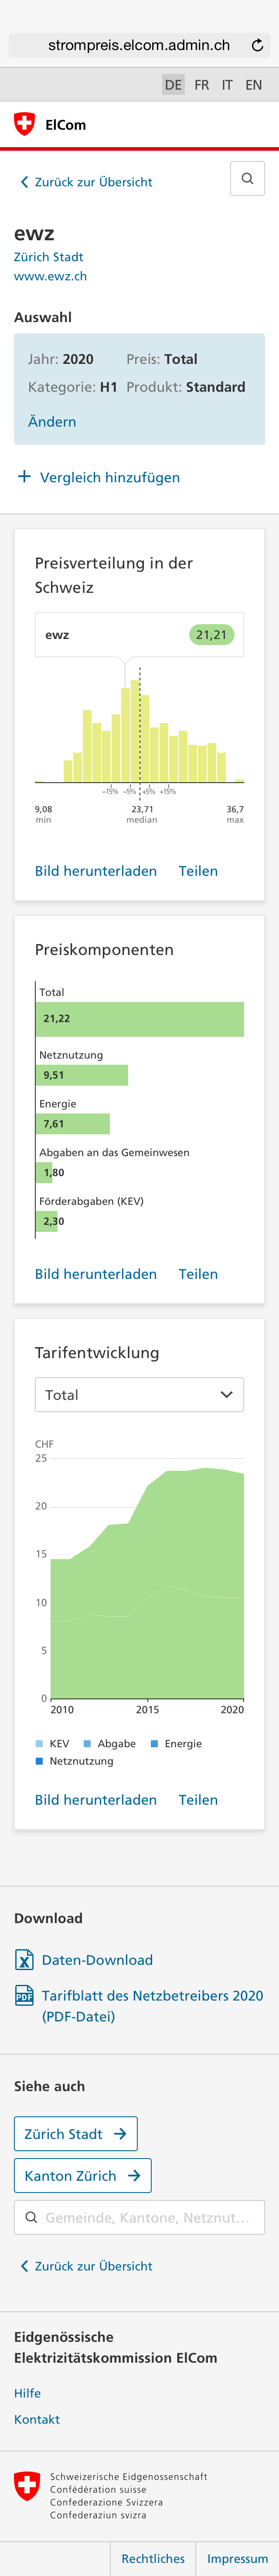 strompreis.elcom.admin.ch
DE FR IT EN
ElCom
Zurück zur Übersicht
ewz
Zürich Stadt
www.ewz.ch
Auswahl
Jahr: 2020 Preis: Total
Kategorie: H1 Produkt: Standard
Ändern
Vergleich hinzufügen
Preisverteilung in der
Schweiz
ewz 21,21
–15% –5% +5% +15%
9,08 23,71 36,7
min median max
Bild herunterladen Teilen
Preiskomponenten
Total
21,22
Netznutzung
9,51
Energie
7,61
Abgaben an das Gemeinwesen
1,80
Förderabgaben (KEV)
2,30
Bild herunterladen Teilen
Tarifentwicklung
Total
CHF
25
20
15
10
5
0
2010 2015 2020
KEV Abgabe Energie
Netznutzung
Bild herunterladen Teilen
Download
Daten-Download
PDF Tarifblatt des Netzbetreibers 2020
(PDF-Datei)
Siehe auch
Zürich Stadt
Kanton Zürich
Gemeinde, Kantone, Netznut...
Zurück zur Übersicht
Eidgenössische
Elektrizitätskommission ElCom
Hilfe
Kontakt
Schweizerische Eidgenossenschaft
Confédération suisse
Confederazione Svizzera
Confederaziun svizra
Rechtliches Impressum